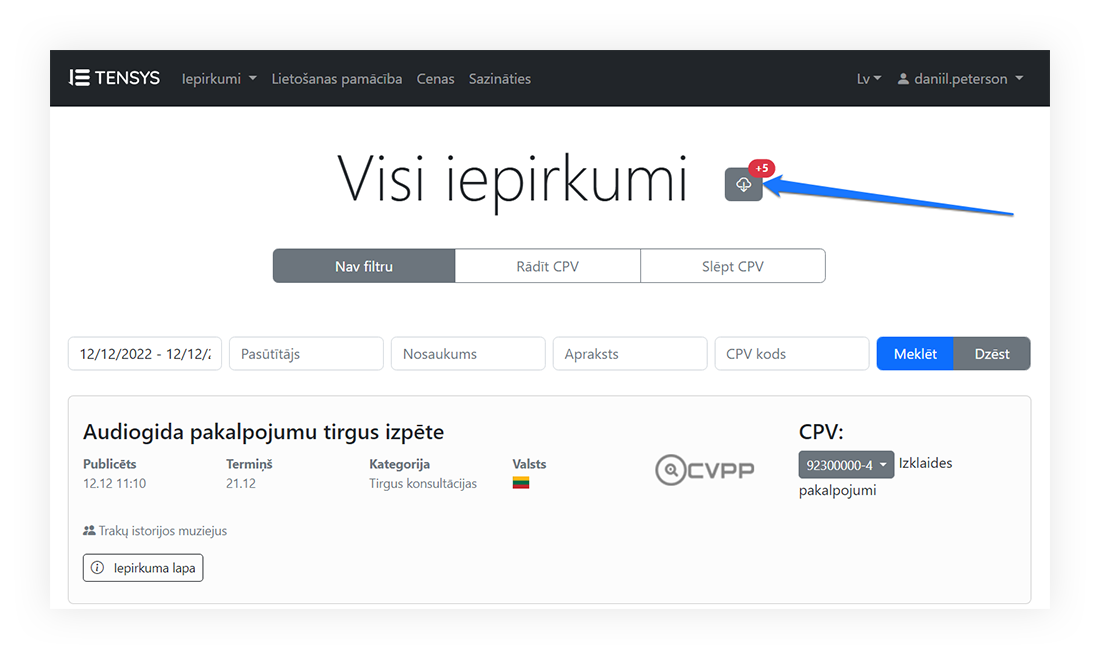 TENSYS Iepirkumi Lietošanas pamācība Cenas Sazināties Lv daniil.peterson
Visi iepirkumi +5
Nav filtru Rādīt CPV Slēpt CPV
12/12/2022 - 12/12/2 Pasūtītājs Nosaukums Apraksts CPV kods Meklēt Dzēst
Audiogida pakalpojumu tirgus izpēte
Publicēts Termiņš Kategorija Valsts
12.12 11:10 21.12 Tirgus konsultācijas
CVPP
CPV:
92300000-4 Izklaides
pakalpojumi
Trakų istorijos muziejus
Iepirkuma lapa